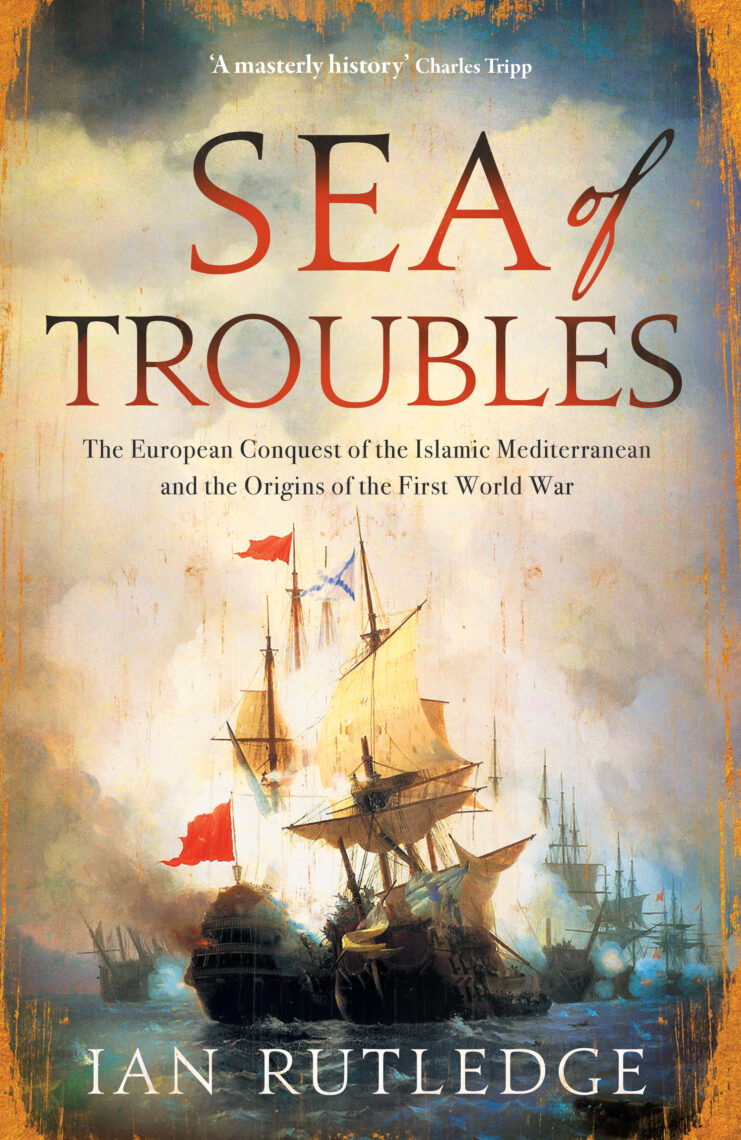 ‘A masterly history’ Charles Tripp
SEA of
TROUBLES
The European Conquest of the Islamic Mediterranean
and the Origins of the First World War
IAN RUTLEDGE